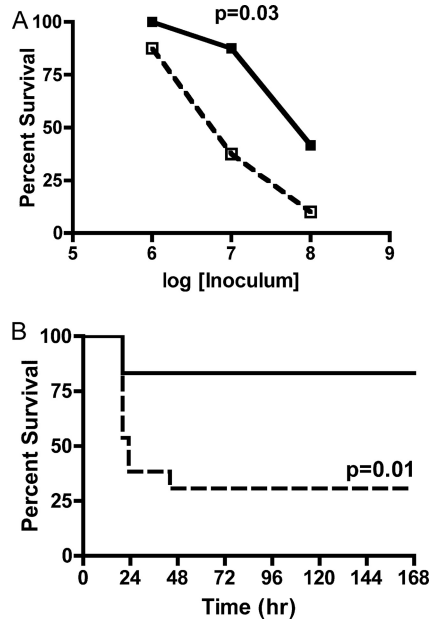 A
p=0.03
Percent Survival
100
75
50
25
0
5 6 7 8 9
log [Inoculum]
B
Percent Survival
100
75
50
25
0
p=0.01
0 24 48 72 96 120 144 168
Time (hr)